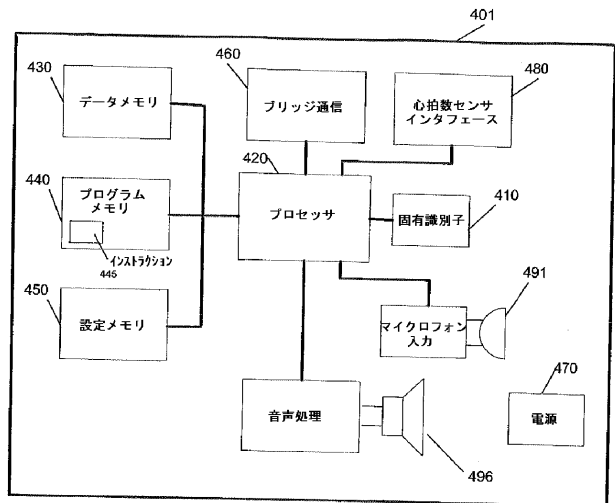 401
430
データメモリ
460
ブリッジ通信
480
心拍数センサ
インタフェース
420
プロセッサ
440
プログラム
メモリ
インストラクション
445
固有識別子
410
450
設定メモリ
マイクロフォン
入力
491
音声処理
496
470
電源